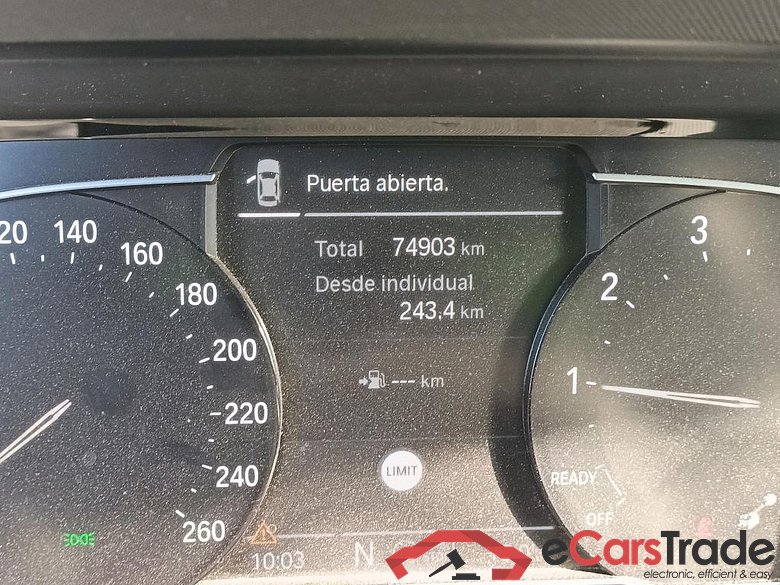 Puerta abierta.
Total 74903 km
Desde individual
243,4 km
--- km
LIMIT
20
140
160
180
200
220
240
260
3
2
1
READY
OFF
10:03
N
eCarsTrade
electronic, efficient & easy